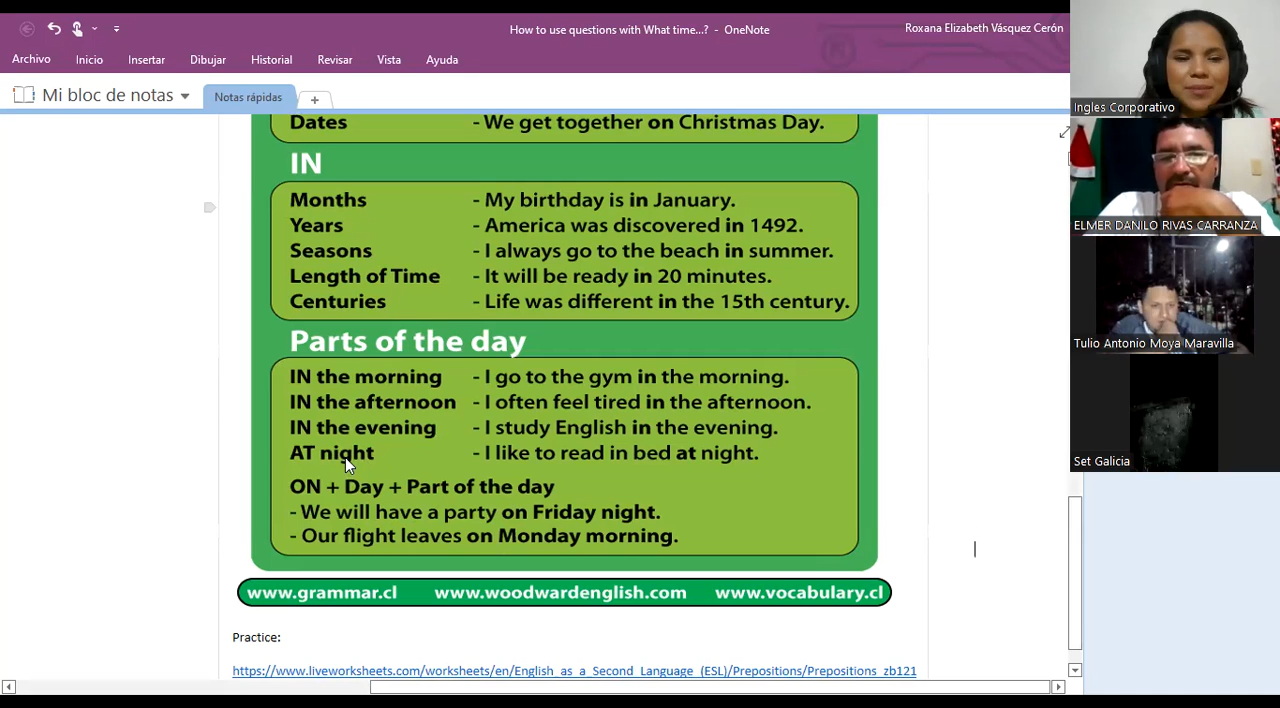 How to use questions with What time...? - OneNote
Roxana Elizabeth Vásquez Cerón
Archivo Inicio Insertar Dibujar Historial Revisar Vista Ayuda
Mi bloc de notas
Notas rápidas
Dates - We get together on Christmas Day.
IN
Months - My birthday is in January.
Years - America was discovered in 1492.
Seasons - I always go to the beach in summer.
Length of Time - It will be ready in 20 minutes.
Centuries - Life was different in the 15th century.
Parts of the day
IN the morning - I go to the gym in the morning.
IN the afternoon - I often feel tired in the afternoon.
IN the evening - I study English in the evening.
AT night - I like to read in bed at night.
ON + Day + Part of the day
- We will have a party on Friday night.
- Our flight leaves on Monday morning.
www.grammar.cl www.woodwardenglish.com www.vocabulary.cl
Practice:
https://www.liveworksheets.com/worksheets/en/English_as_a_Second_Language_(ESL)/Prepositions/Prepositions_zb121
Ingles Corporativo
ELMER DANILO RIVAS CARRANZA
Tulio Antonio Moya Maravilla
Set Galicia